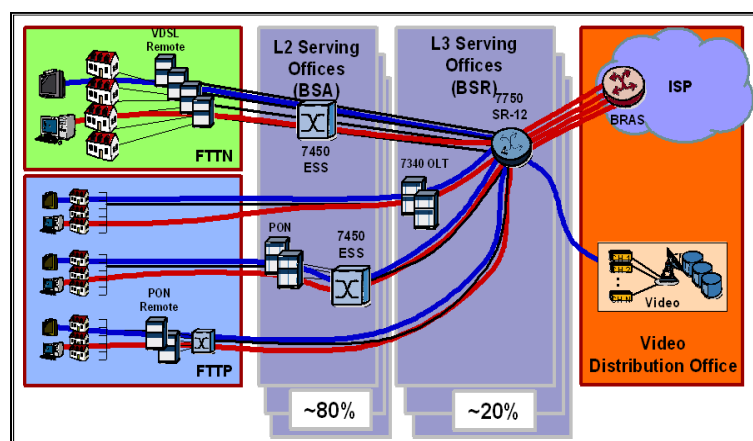 VDSL
Remote
FTTN
L2 Serving
Offices
(BSA)
7450
ESS
L3 Serving
Offices
(BSR)
7750
SR-12
7340 OLT
ISP
BRAS
PON
7450
ESS
PON
Remote
FTTP
Video
Video
Distribution Office
~80%
~20%